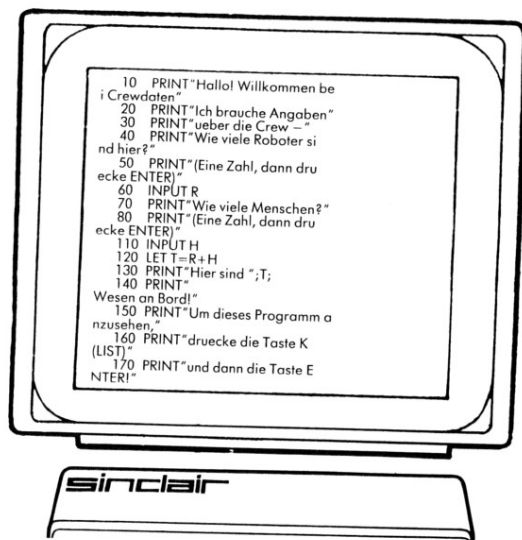 10 PRINT"Hallo! Willkommen be
i Crewdaten"
20 PRINT"Ich brauche Angaben"
30 PRINT"ueber die Crew –"
40 PRINT"Wie viele Roboter si
nd hier?"
50 PRINT"(Eine Zahl, dann dru
ecke ENTER)"
60 INPUT R
70 PRINT"Wie viele Menschen?"
80 PRINT"(Eine Zahl, dann dru
ecke ENTER)"
110 INPUT H
120 LET T=R+H
130 PRINT"Hier sind ";T;
140 PRINT"
Wesen an Bord!"
150 PRINT"Um dieses Programm a
nzusehen,"
160 PRINT"druecke die Taste K
(LIST)"
170 PRINT"und dann die Taste E
NTER!"
sinclair